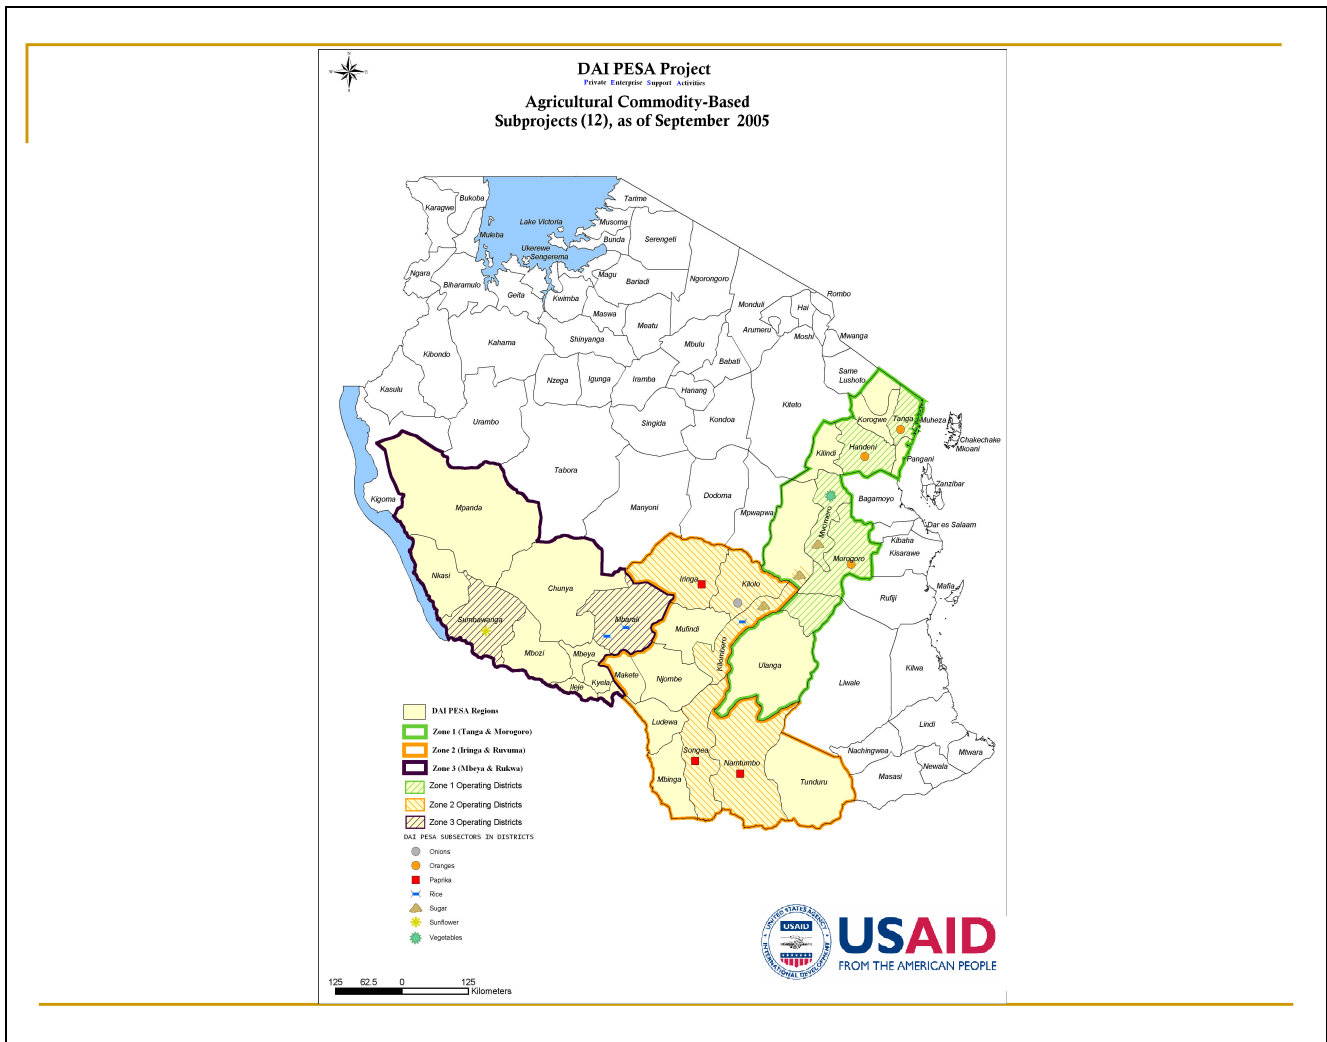 N
W
E
S
DAI PESA Project
Private Enterprise Support Activities
Agricultural Commodity-Based
Subprojects (12), as of September 2005
Karagwe
Bukoba
Tarime
Lake Victoria
Musoma
Muleba
Bunda
Serengeti
Ukerewe
Sengerema
Ngara
Magu
Ngorongoro
Biharamulo
Bariadi
Geita
Kwimba
Rombo
Monduli
Hai
Maswa
Meatu
Arumeru
Moshi
Mwanga
Kahama
Shinyanga
Mbulu
Kibondo
Babati
Same
Lushoto
Nzega
Igunga
Iramba
Kasulu
Hanang
Kiteto
Urambo
Singida
Kondoa
Korogwe
Tanga
Muheza
Chakechake
Mkoani
Handeni
Kilindi
Pangani
Tabora
Zanzibar
Kigoma
Mpanda
Manyoni
Dodoma
Mpwapwa
Bagamoyo
Mvomero
Dar es Salaam
Kibaha
Kisarawe
Morogoro
Nkasi
Chunya
Iringa
Kilolo
Mafia
Rufiji
Sumbawanga
Mbarali
Mufindi
Kilombero
Mbozi
Mbeya
Ulanga
Kilwa
Makete
Njombe
Liwale
Ileje
Kyela
Ludewa
Lindi
Songea
Namtumbo
Nachingwea
Mtwara
Newala
Masasi
Mbinga
Tunduru
DAI PESA Regions
Zone 1 (Tanga & Morogoro)
Zone 2 (Iringa & Ruvuma)
Zone 3 (Mbeya & Rukwa)
Zone 1 Operating Districts
Zone 2 Operating Districts
Zone 3 Operating Districts
DAI PESA SUBSECTORS IN DISTRICTS
Onions
Oranges
Paprika
Rice
Sugar
Sunflower
Vegetables
UNITED STATES AGENCY
USAID
INTERNATIONAL DEVELOPMENT
USAID
FROM THE AMERICAN PEOPLE
125 62.5 0 125
Kilometers